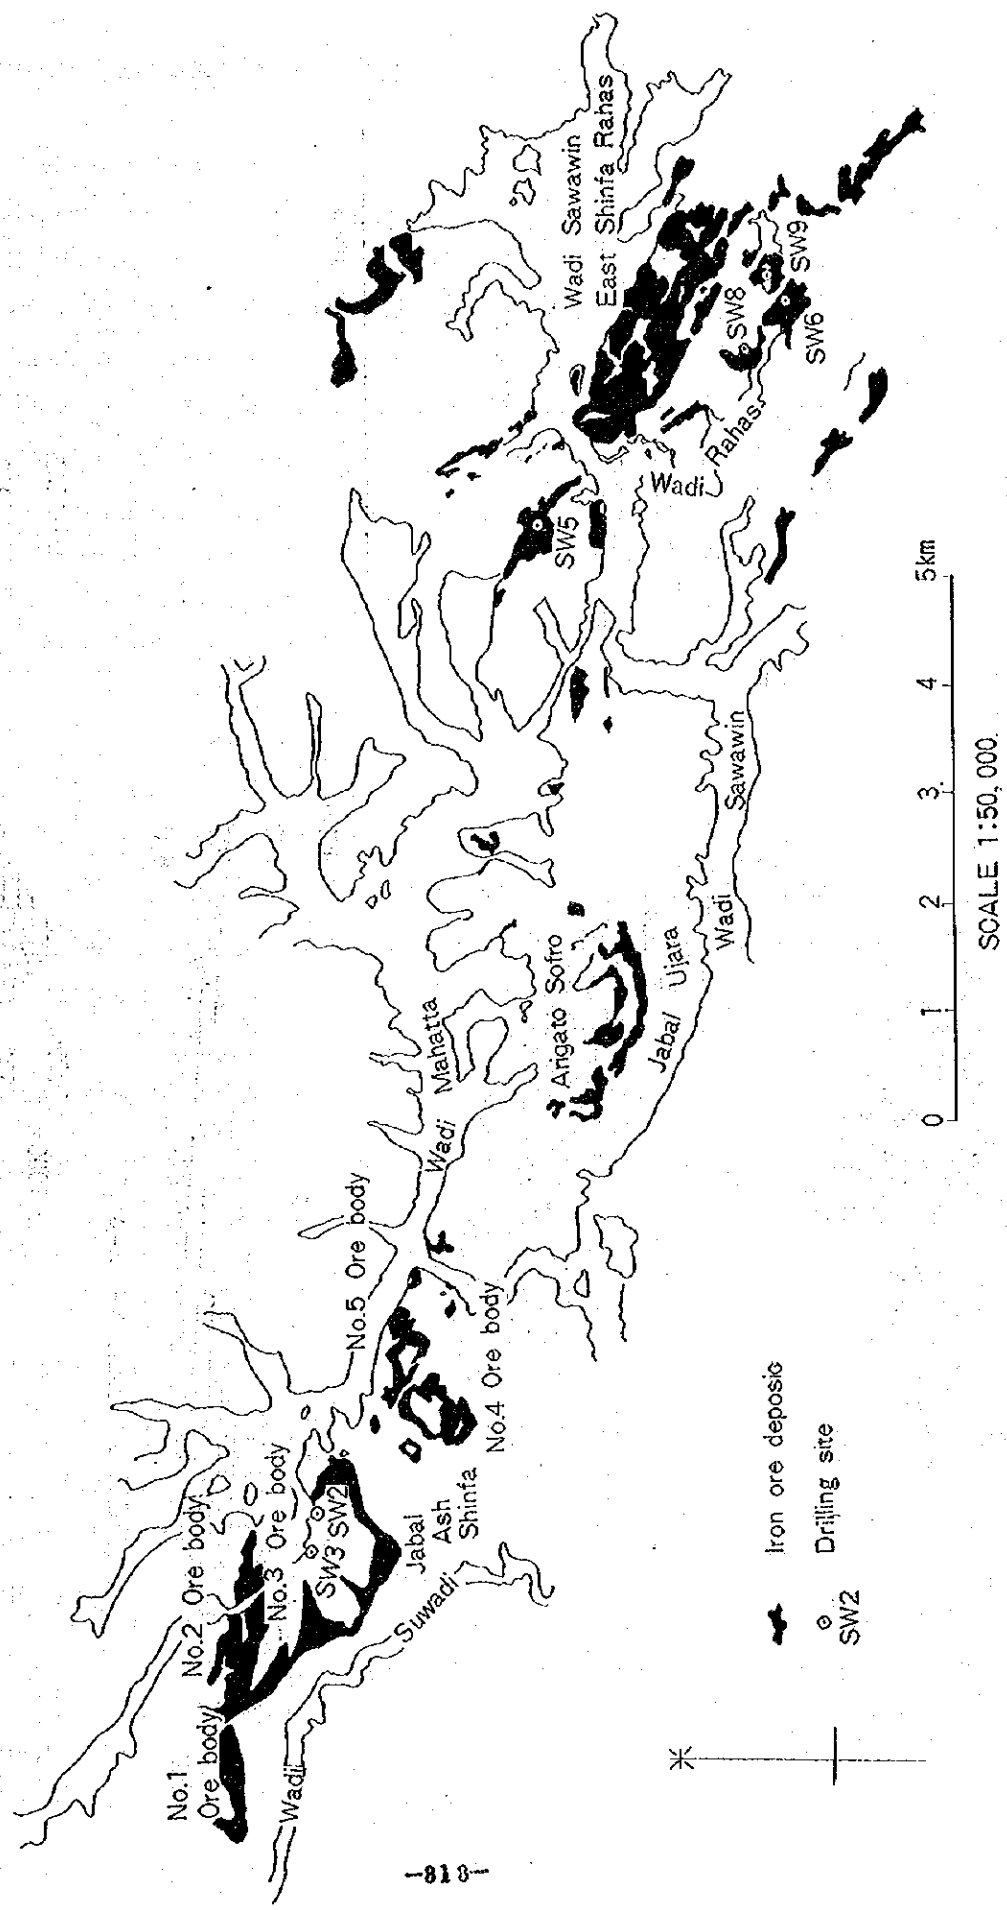 No.1
Ore body
No.2 Ore body
No.3 Ore body
SW3 SW2
Jabal
Ash
Shinfa
Wadi Suwadi
No.4 Ore body
No.5 Ore body
Wadi Mahatta
Arigato Sofro
Jabal Ujara
Wadi Sawawin
SW5
Wadi Rahas
Wadi Sawawin
East Shinfa Rahas
SW8
SW9
SW6
Iron ore deposic
Drilling site
SW2
0 1 2 3 4 5km
SCALE 1:50,000
-818-